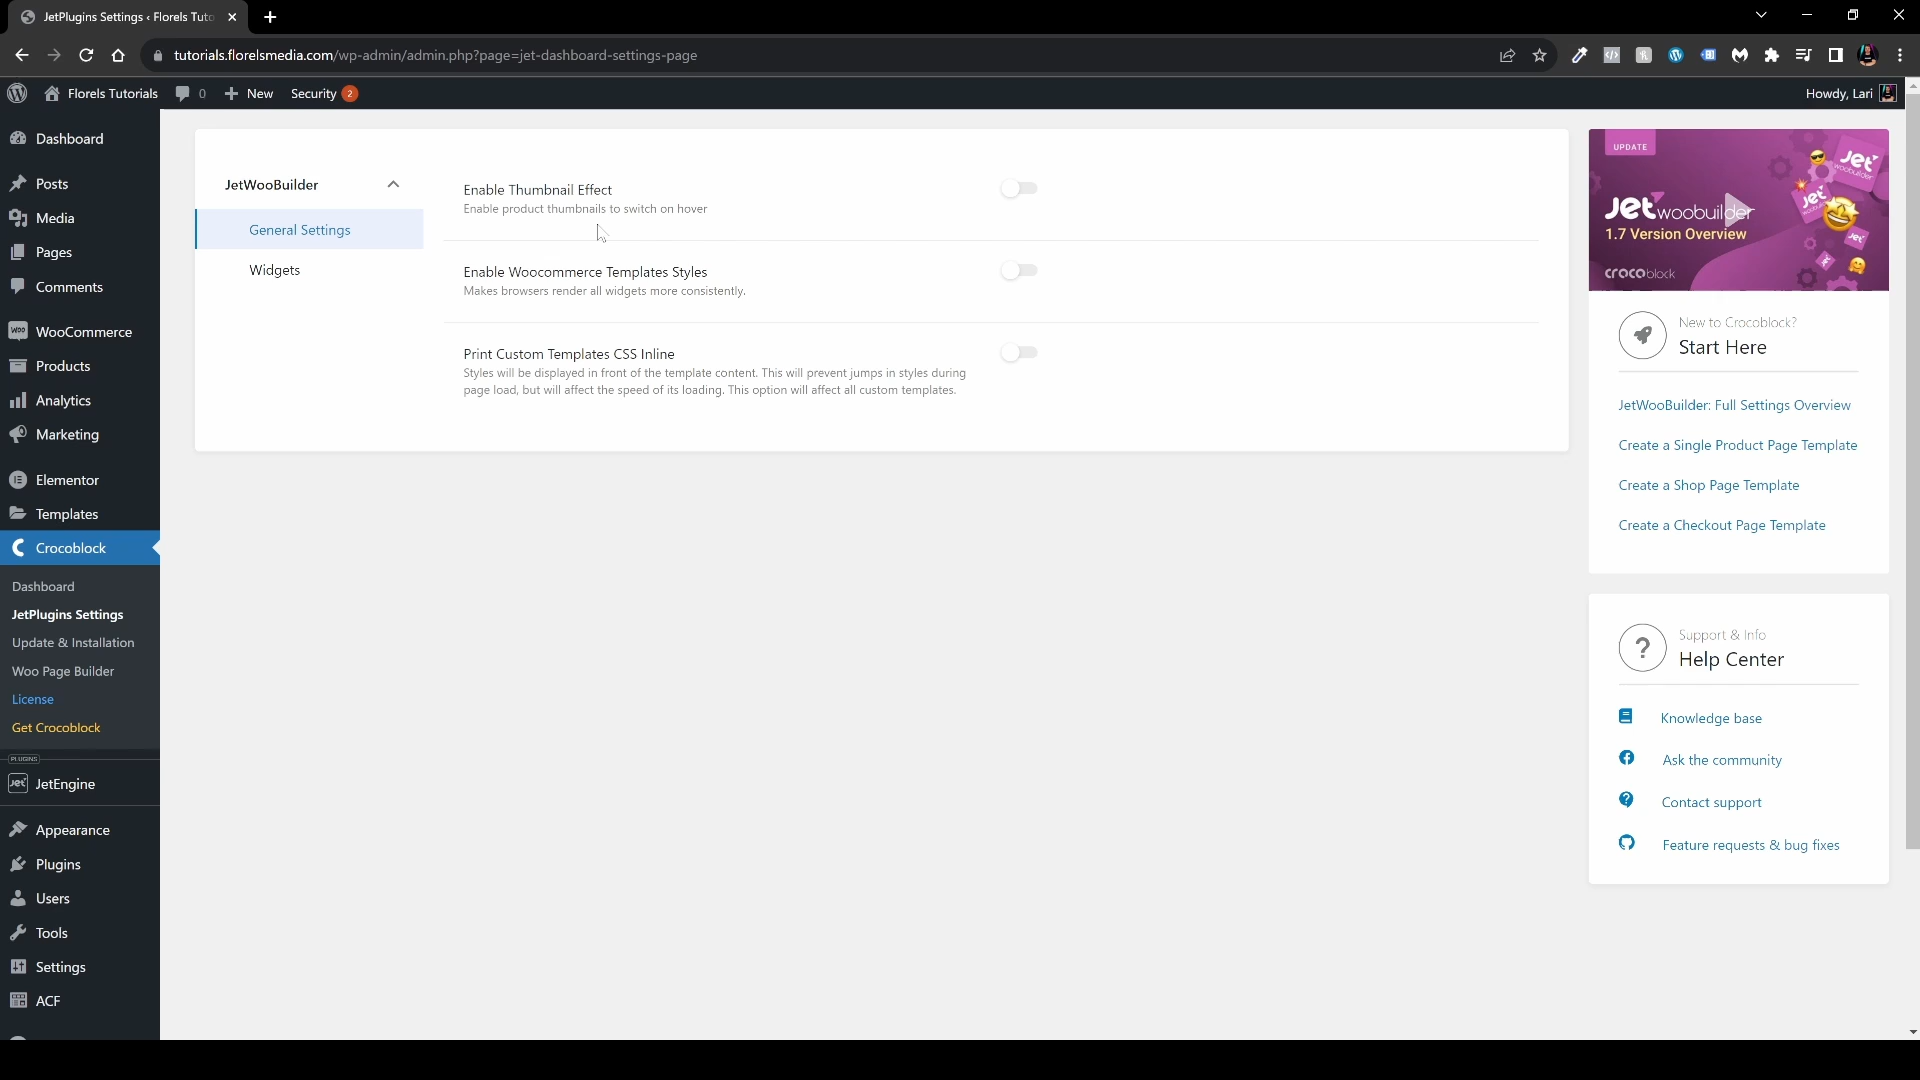 JetPlugins Settings ‹ Florels Tuto
tutorials.florelsmedia.com/wp-admin/admin.php?page=jet-dashboard-settings-page
Florels Tutorials 0 New Security 2
Howdy, Lari
Dashboard
Posts
Media
Pages
Comments
WooCommerce
Products
Analytics
Marketing
Elementor
Templates
Crocoblock
Dashboard
JetPlugins Settings
Update & Installation
Woo Page Builder
License
Get Crocoblock
PLUGINS
JetEngine
Appearance
Plugins
Users
Tools
Settings
ACF
JetWooBuilder
General Settings
Widgets
Enable Thumbnail Effect
Enable product thumbnails to switch on hover
Enable Woocommerce Templates Styles
Makes browsers render all widgets more consistently.
Print Custom Templates CSS Inline
Styles will be displayed in front of the template content. This will prevent jumps in styles during
page load, but will affect the speed of its loading. This option will affect all custom templates.
UPDATE
Jet woobuilder
1.7 Version Overview
crocoblock
New to Crocoblock?
Start Here
JetWooBuilder: Full Settings Overview
Create a Single Product Page Template
Create a Shop Page Template
Create a Checkout Page Template
Support & Info
Help Center
Knowledge base
Ask the community
Contact support
Feature requests & bug fixes